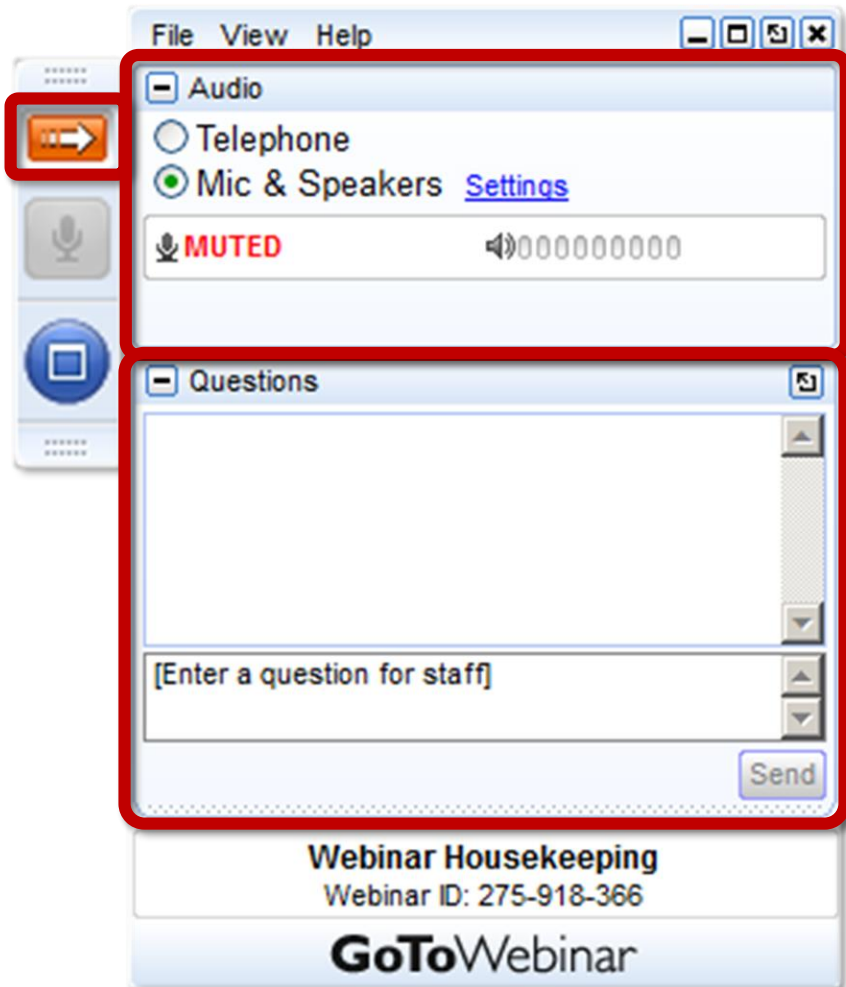 File View Help
Audio
Telephone
Mic & Speakers Settings
MUTED 000000000
Questions
[Enter a question for staff]
Send
Webinar Housekeeping
Webinar ID: 275-918-366
GoToWebinar